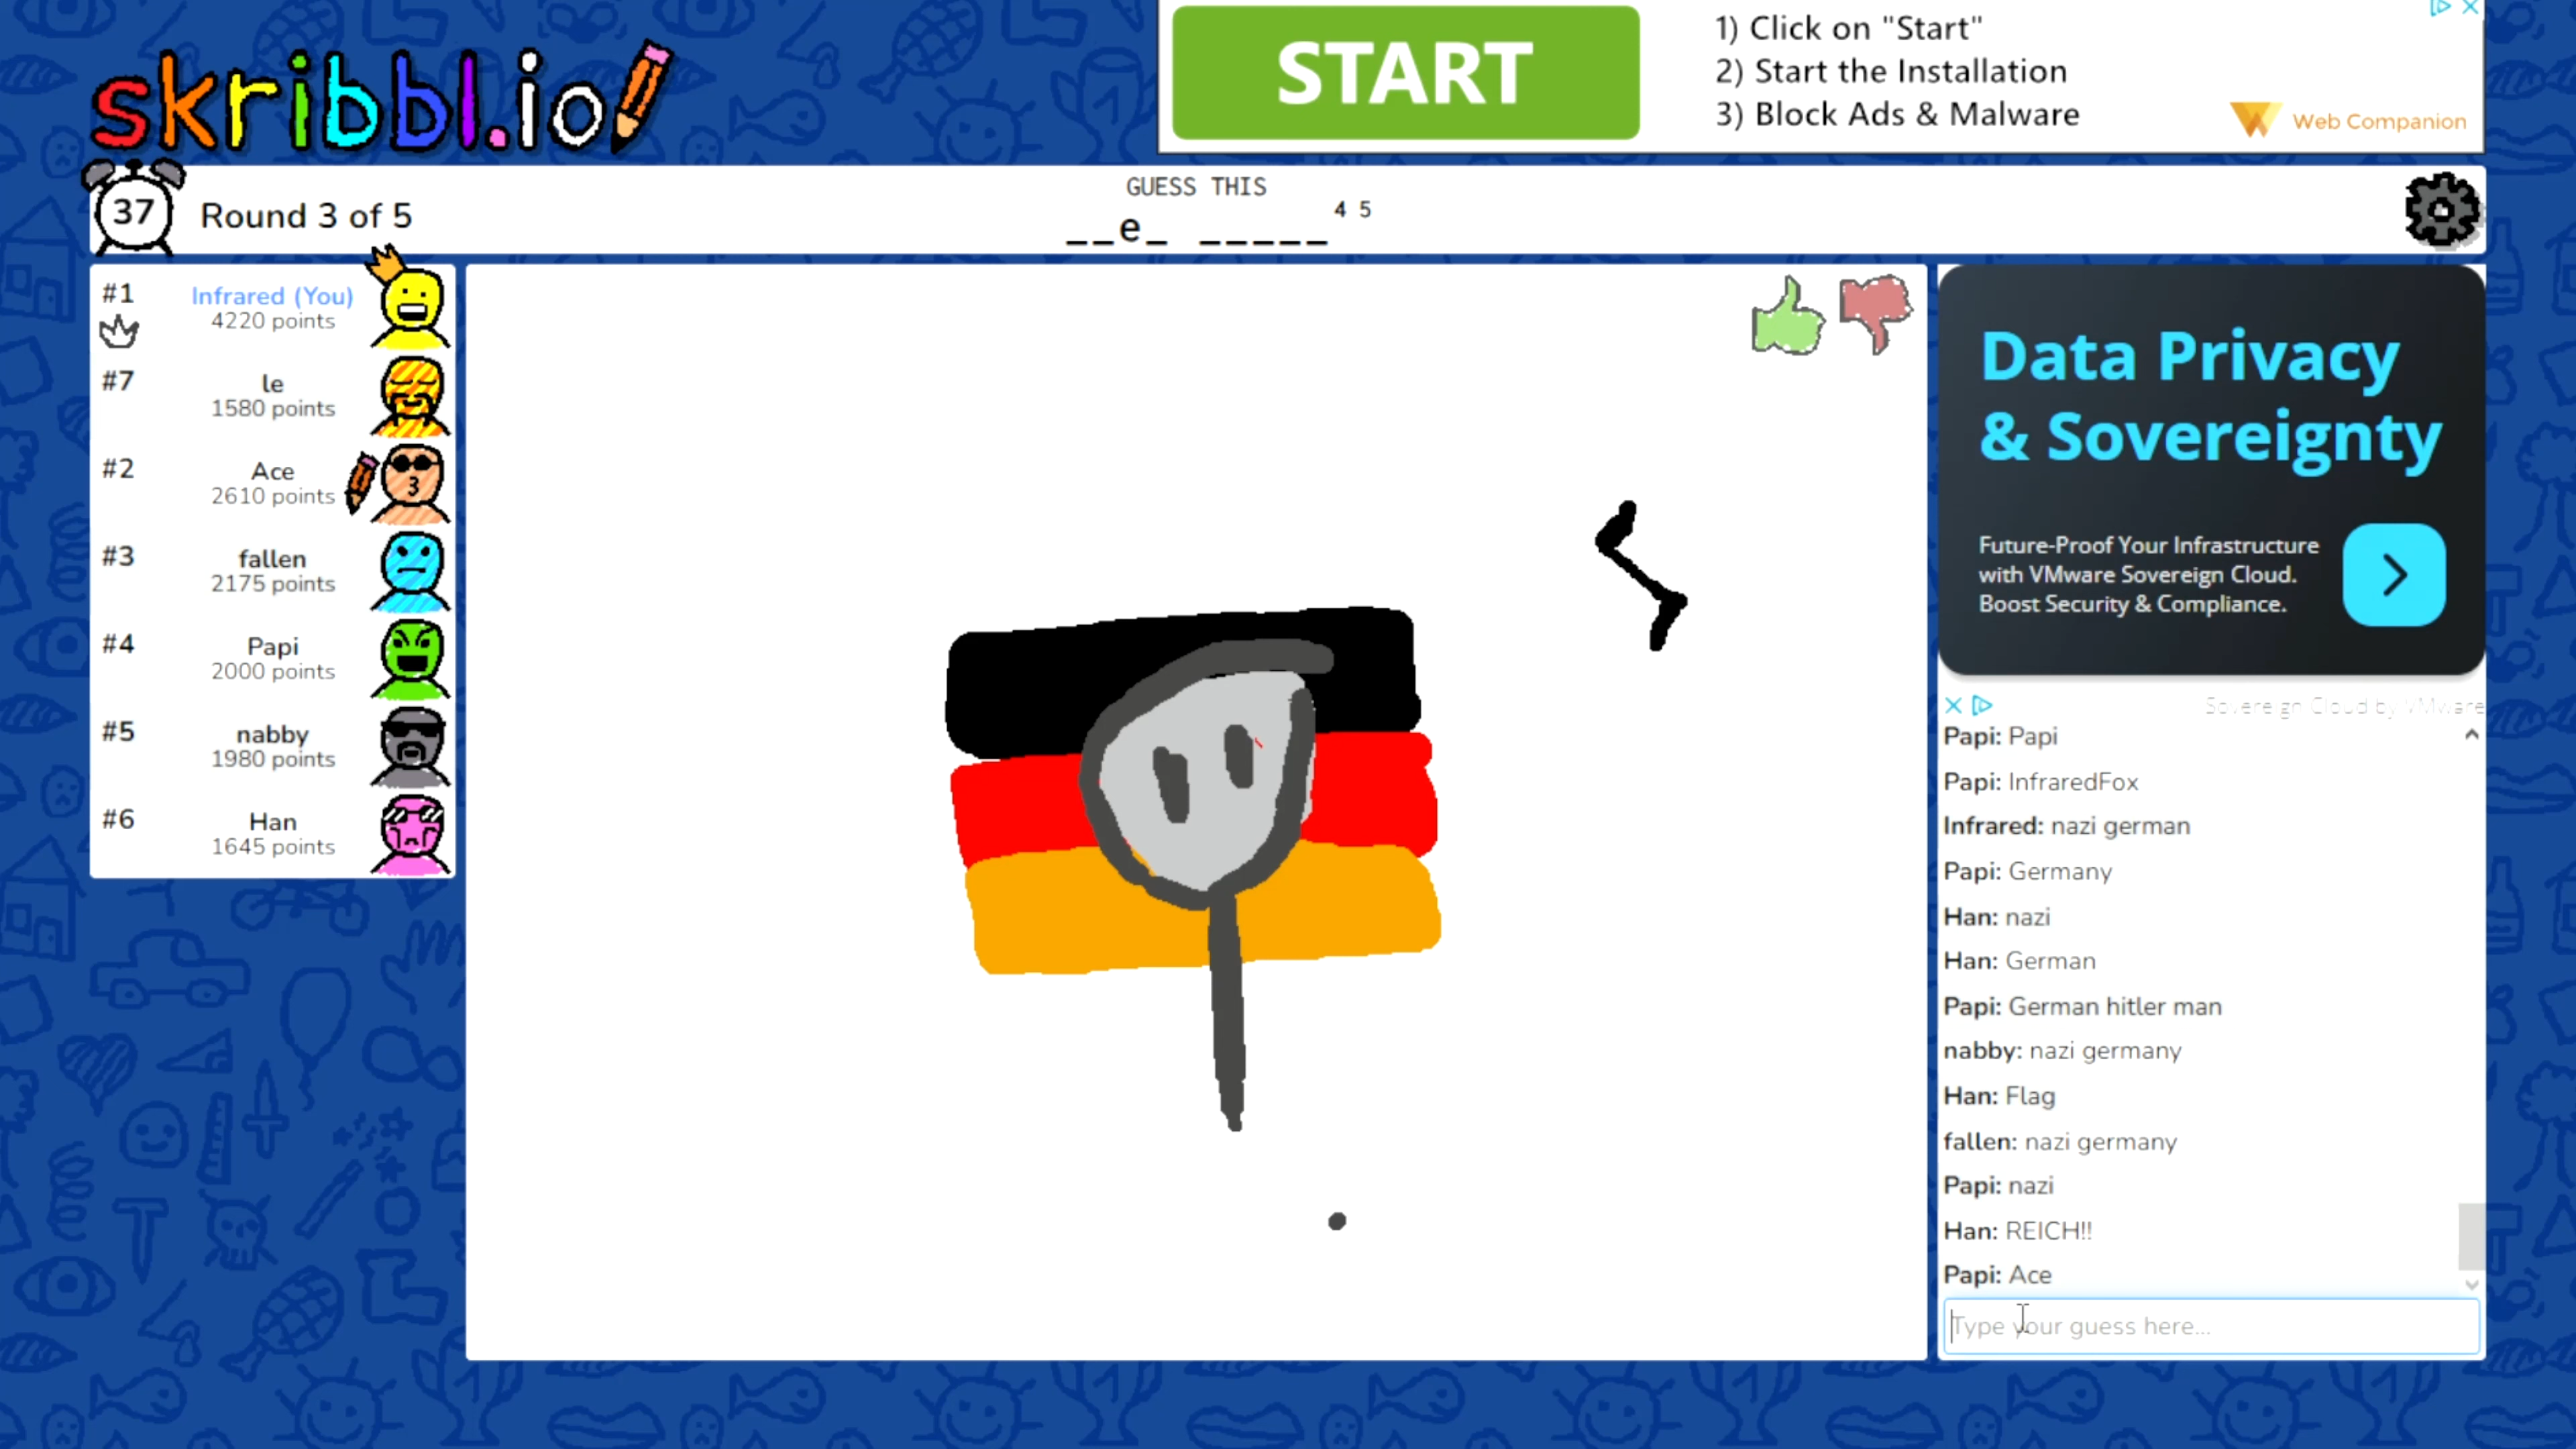 START
1) Click on "Start"
2) Start the Installation
3) Block Ads & Malware
Web Companion
skribbl.io
37
Round 3 of 5
GUESS THIS
__e_ _____ 4 5
#1
Infrared (You)
4220 points
#7
le
1580 points
#2
Ace
2610 points
#3
fallen
2175 points
#4
Papi
2000 points
#5
nabby
1980 points
#6
Han
1645 points
Data Privacy
& Sovereignty
Future-Proof Your Infrastructure
with VMware Sovereign Cloud.
Boost Security & Compliance.
Sovereign Cloud by VMware
Papi: Papi
Papi: InfraredFox
Infrared: nazi german
Papi: Germany
Han: nazi
Han: German
Papi: German hitler man
nabby: nazi germany
Han: Flag
fallen: nazi germany
Papi: nazi
Han: REICH!!
Papi: Ace
Type your guess here...